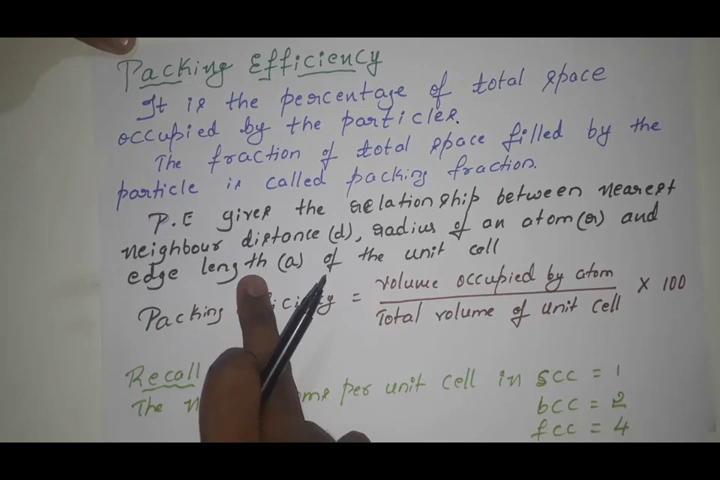 Packing Efficiency
It is the percentage of total space
occupied by the particles.
The fraction of total space filled by the
particle is called packing fraction.
P.E gives the relationship between nearest
neighbour distance (d), radius of an atom (r) and
edge length (a) of the unit cell
Packing = volume occupied by atom / Total volume of unit cell × 100
Recall
The per unit cell in scc = 1
bcc = 2
fcc = 4